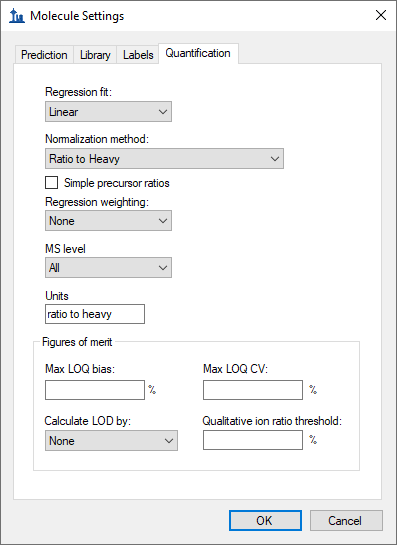 Molecule Settings
Prediction Library Labels Quantification
Regression fit:
Linear
Normalization method:
Ratio to Heavy
Simple precursor ratios
Regression weighting:
None
MS level
All
Units
ratio to heavy
Figures of merit
Max LOQ bias: Max LOQ CV:
% %
Calculate LOD by: Qualitative ion ratio threshold:
None %
OK Cancel